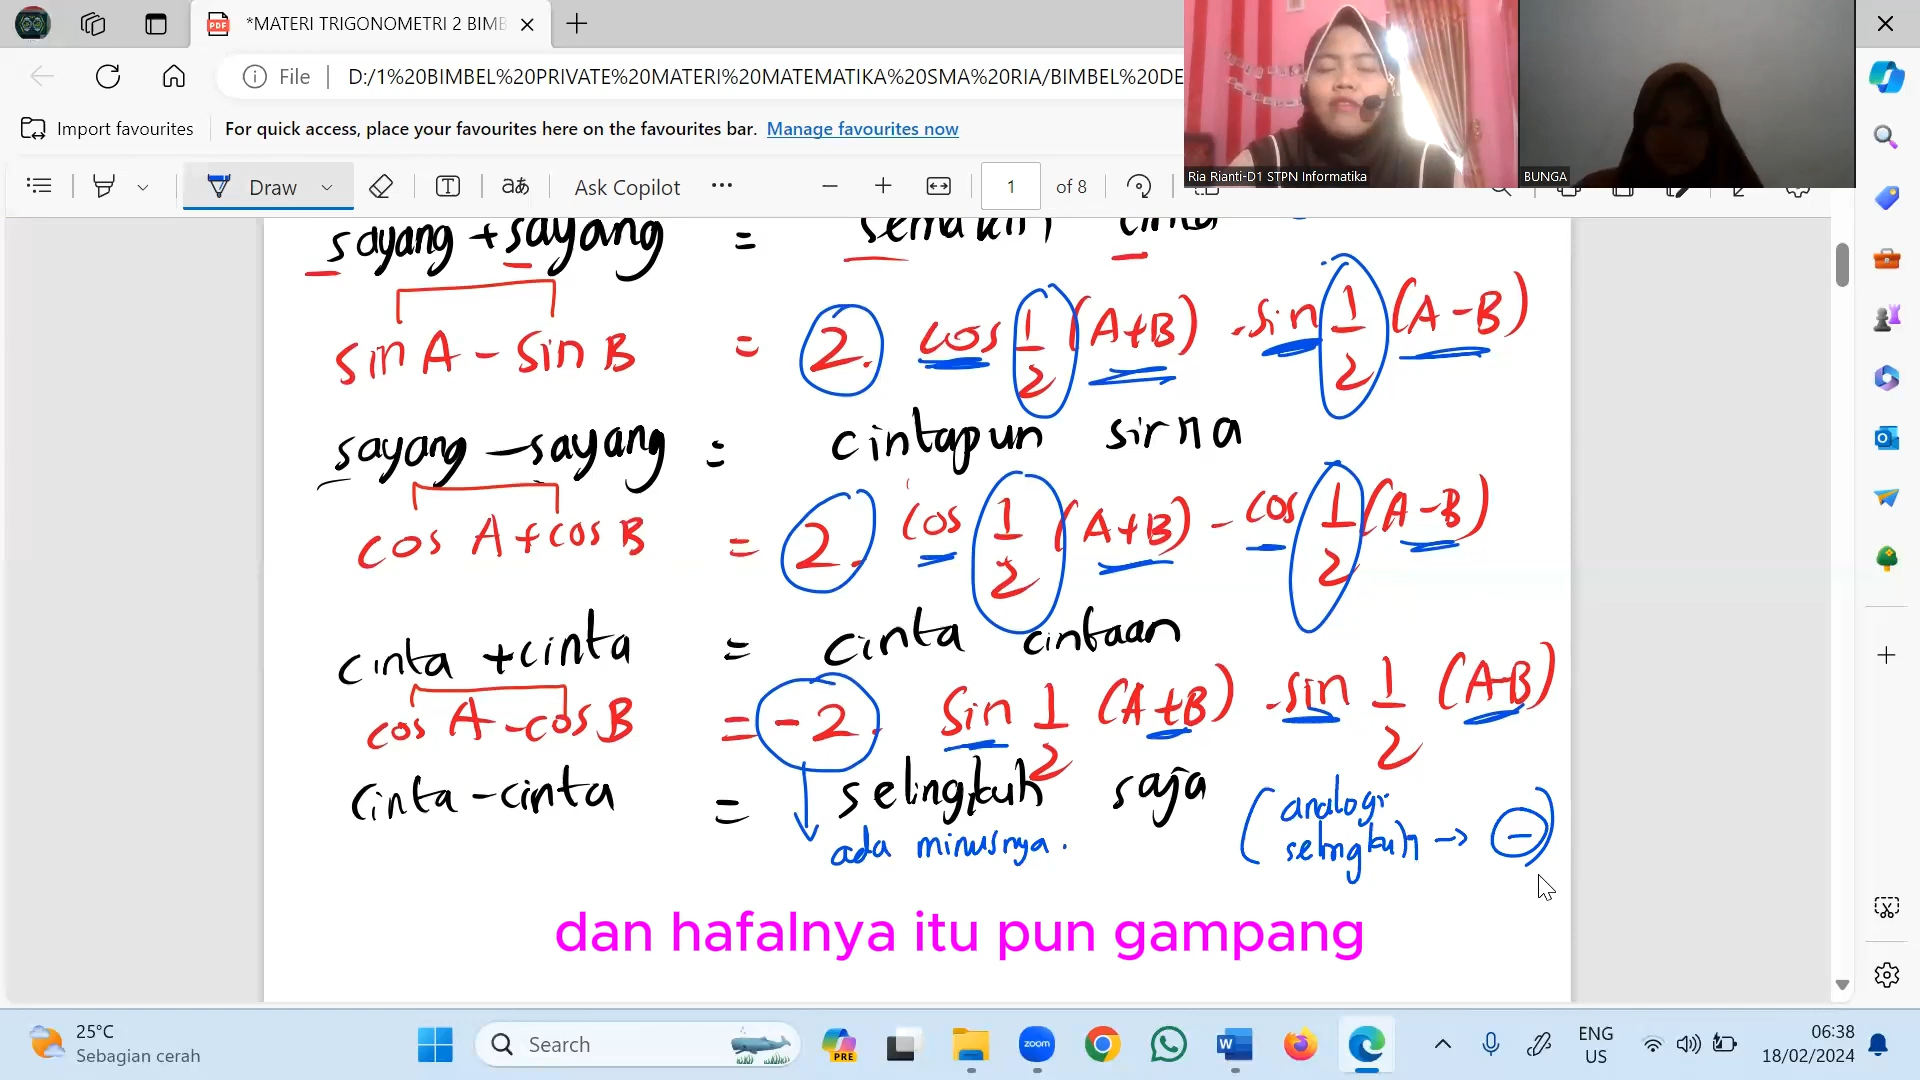 *MATERI TRIGONOMETRI 2 BIMB
File
D:/1%20BIMBEL%20PRIVATE%20MATERI%20MATEMATIKA%20SMA%20RIA/BIMBEL%20DE
Import favourites
For quick access, place your favourites here on the favourites bar. Manage favourites now
Draw
Ask Copilot
1 of 8
Ria Rianti-D1 STPN Informatika
BUNGA
sayang + sayang = semakin cinta
sin A - sin B = 2. cos 1/2 (A+B) . sin 1/2 (A-B)
sayang - sayang = cintapun sirna
cos A + cos B = 2. cos 1/2 (A+B) - cos 1/2 (A-B)
cinta + cinta = cinta cintaan
cos A - cos B = -2. sin 1/2 (A+B) . sin 1/2 (A-B)
cinta - cinta = selingkuh saja
ada minusnya.
(analogi
selingkuh → -)
dan hafalnya itu pun gampang
25°C
Sebagian cerah
Search
PRE
zoom
ENG
US
06:38
18/02/2024